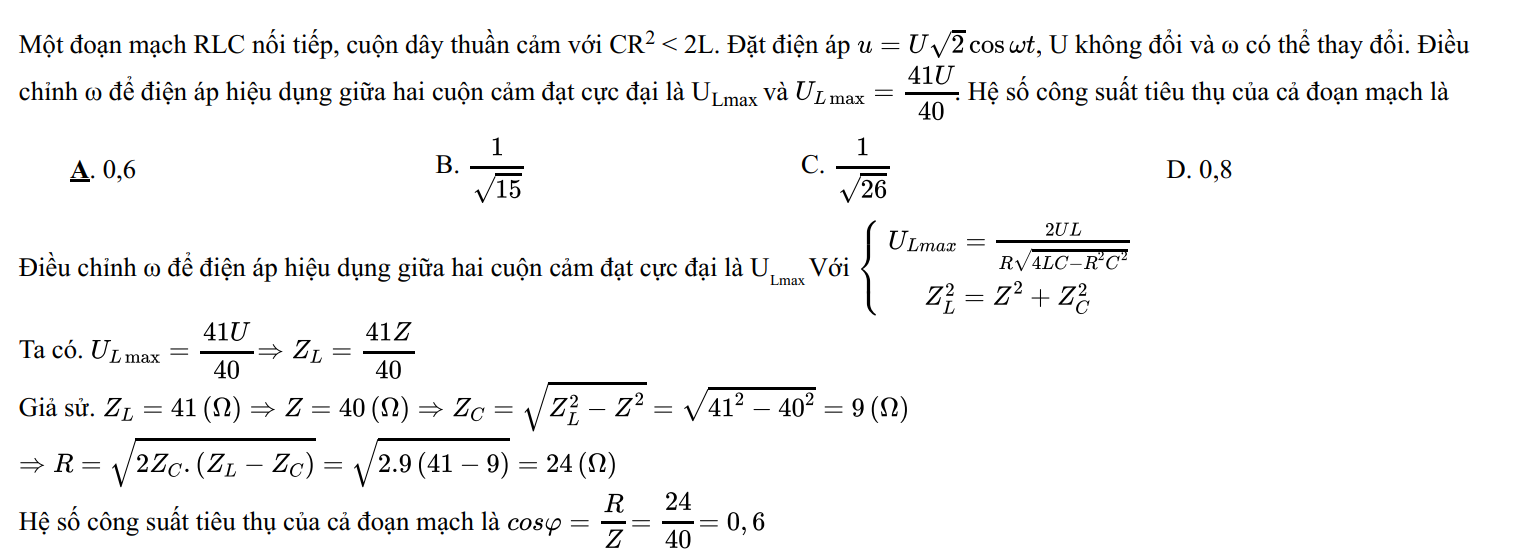 Một đoạn mạch RLC nối tiếp, cuộn dây thuần cảm với CR² < 2L. Đặt điện áp u = U√2 cos ωt, U không đổi và ω có thể thay đổi. Điều
chỉnh ω để điện áp hiệu dụng giữa hai cuộn cảm đạt cực đại là U_Lmax và U_{L max} = 41U/40. Hệ số công suất tiêu thụ của cả đoạn mạch là
A. 0,6 B. 1/√15 C. 1/√26 D. 0,8
Điều chỉnh ω để điện áp hiệu dụng giữa hai cuộn cảm đạt cực đại là U_Lmax Với { U_{Lmax} = 2UL/(R√(4LC−R²C²)) ; Z_L² = Z² + Z_C²
Ta có. U_{L max} = 41U/40 ⇒ Z_L = 41Z/40
Giả sử. Z_L = 41 (Ω) ⇒ Z = 40 (Ω) ⇒ Z_C = √(Z_L² − Z²) = √(41² − 40²) = 9 (Ω)
⇒ R = √(2Z_C. (Z_L − Z_C)) = √(2.9 (41 − 9)) = 24 (Ω)
Hệ số công suất tiêu thụ của cả đoạn mạch là cosφ = R/Z = 24/40 = 0, 6